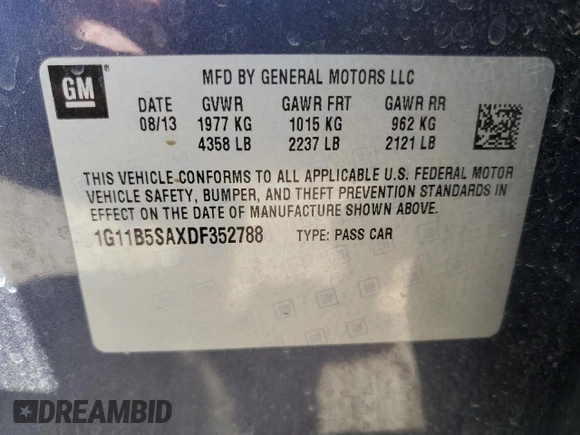 GM
MFD BY GENERAL MOTORS LLC
DATE GVWR GAWR FRT GAWR RR
08/13 1977 KG 1015 KG 962 KG
4358 LB 2237 LB 2121 LB
THIS VEHICLE CONFORMS TO ALL APPLICABLE U.S. FEDERAL MOTOR
VEHICLE SAFETY, BUMPER, AND THEFT PREVENTION STANDARDS IN
EFFECT ON THE DATE OF MANUFACTURE SHOWN ABOVE.
1G11B5SAXDF352788 TYPE: PASS CAR
DREAMBID